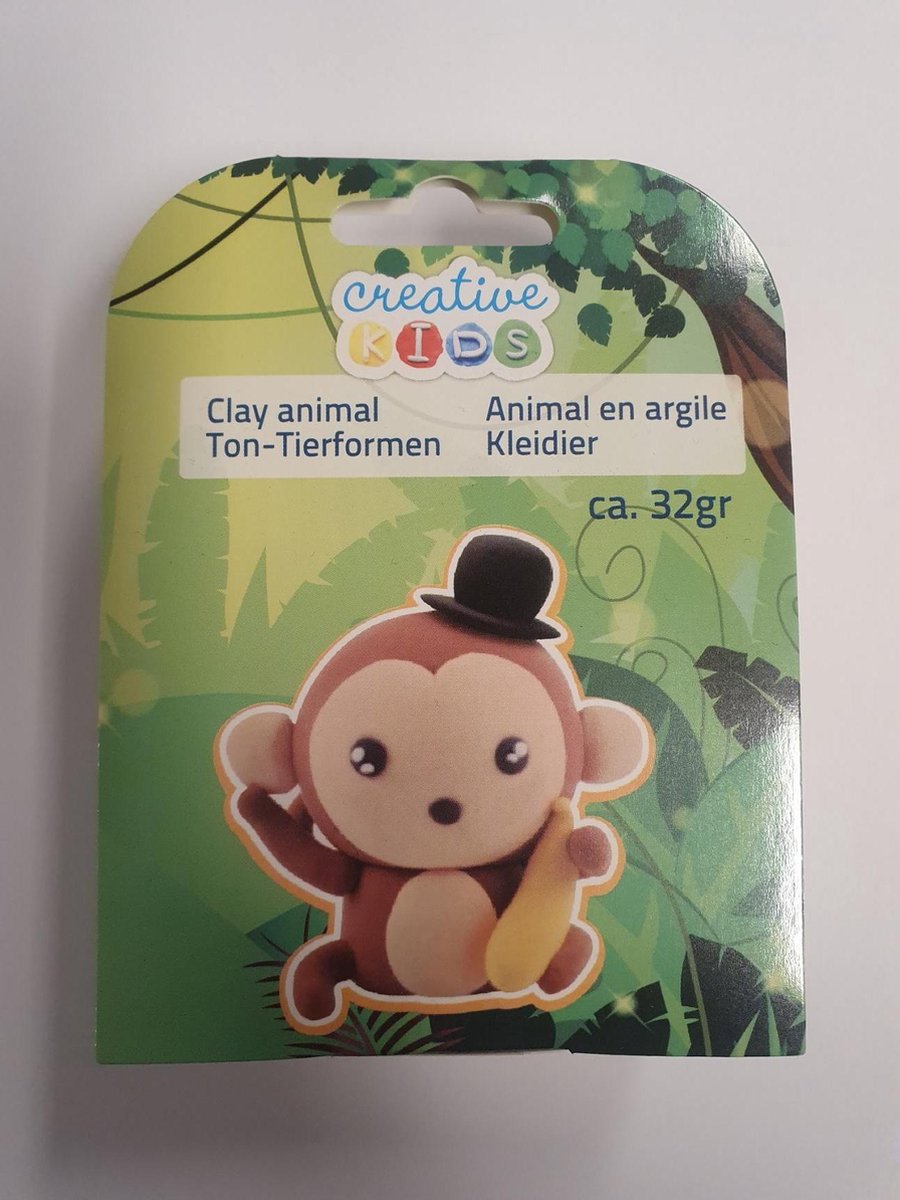 creative
KIDS
Clay animal
Ton-Tierformen
Animal en argile
Kleidier
ca. 32gr